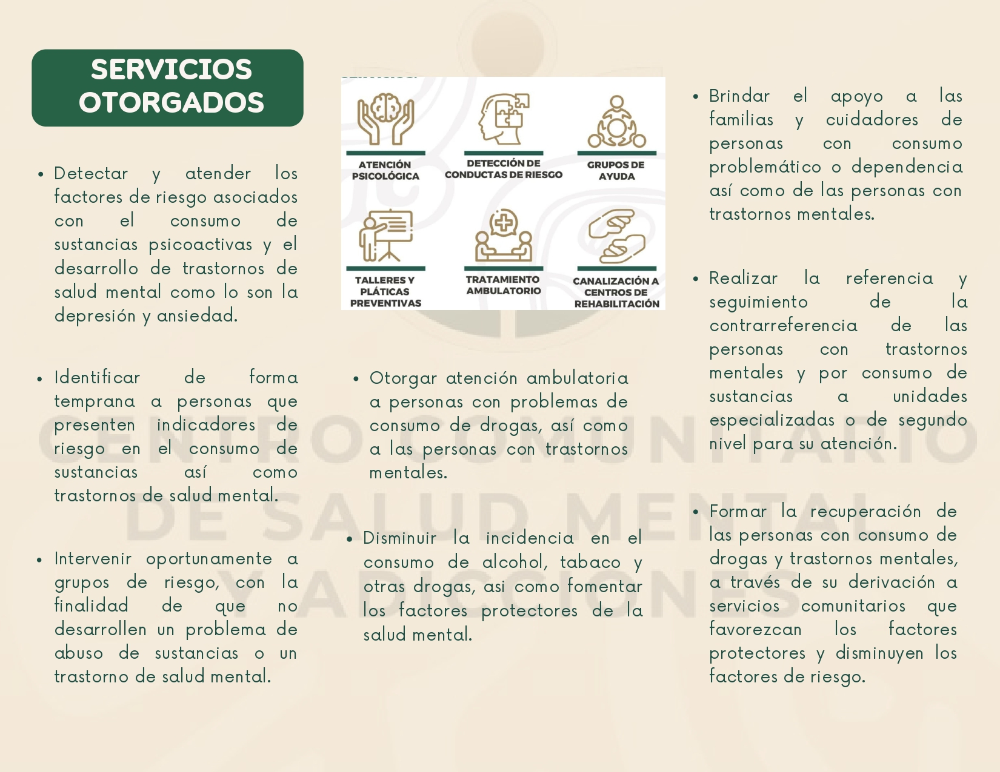 SERVICIOS
OTORGADOS
• Detectar y atender los
factores de riesgo asociados
con el consumo de
sustancias psicoactivas y el
desarrollo de trastornos de
salud mental como lo son la
depresión y ansiedad.
• Identificar de forma
temprana a personas que
presenten indicadores de
riesgo en el consumo de
sustancias así como
trastornos de salud mental.
• Intervenir oportunamente a
grupos de riesgo, con la
finalidad de que no
desarrollen un problema de
abuso de sustancias o un
trastorno de salud mental.
ATENCIÓN
PSICOLÓGICA
DETECCIÓN DE
CONDUCTAS DE RIESGO
GRUPOS DE
AYUDA
TALLERES Y
PLÁTICAS
PREVENTIVAS
TRATAMIENTO
AMBULATORIO
CANALIZACIÓN A
CENTROS DE
REHABILITACIÓN
• Otorgar atención ambulatoria
a personas con problemas de
consumo de drogas, así como
a las personas con trastornos
mentales.
• Disminuir la incidencia en el
consumo de alcohol, tabaco y
otras drogas, asi como fomentar
los factores protectores de la
salud mental.
• Brindar el apoyo a las
familias y cuidadores de
personas con consumo
problemático o dependencia
así como de las personas con
trastornos mentales.
• Realizar la referencia y
seguimiento de la
contrarreferencia de las
personas con trastornos
mentales y por consumo de
sustancias a unidades
especializadas o de segundo
nivel para su atención.
• Formar la recuperación de
las personas con consumo de
drogas y trastornos mentales,
a través de su derivación a
servicios comunitarios que
favorezcan los factores
protectores y disminuyen los
factores de riesgo.
CENTRO COMUNITARIO
DE SALUD MENTAL
Y ADICCIONES